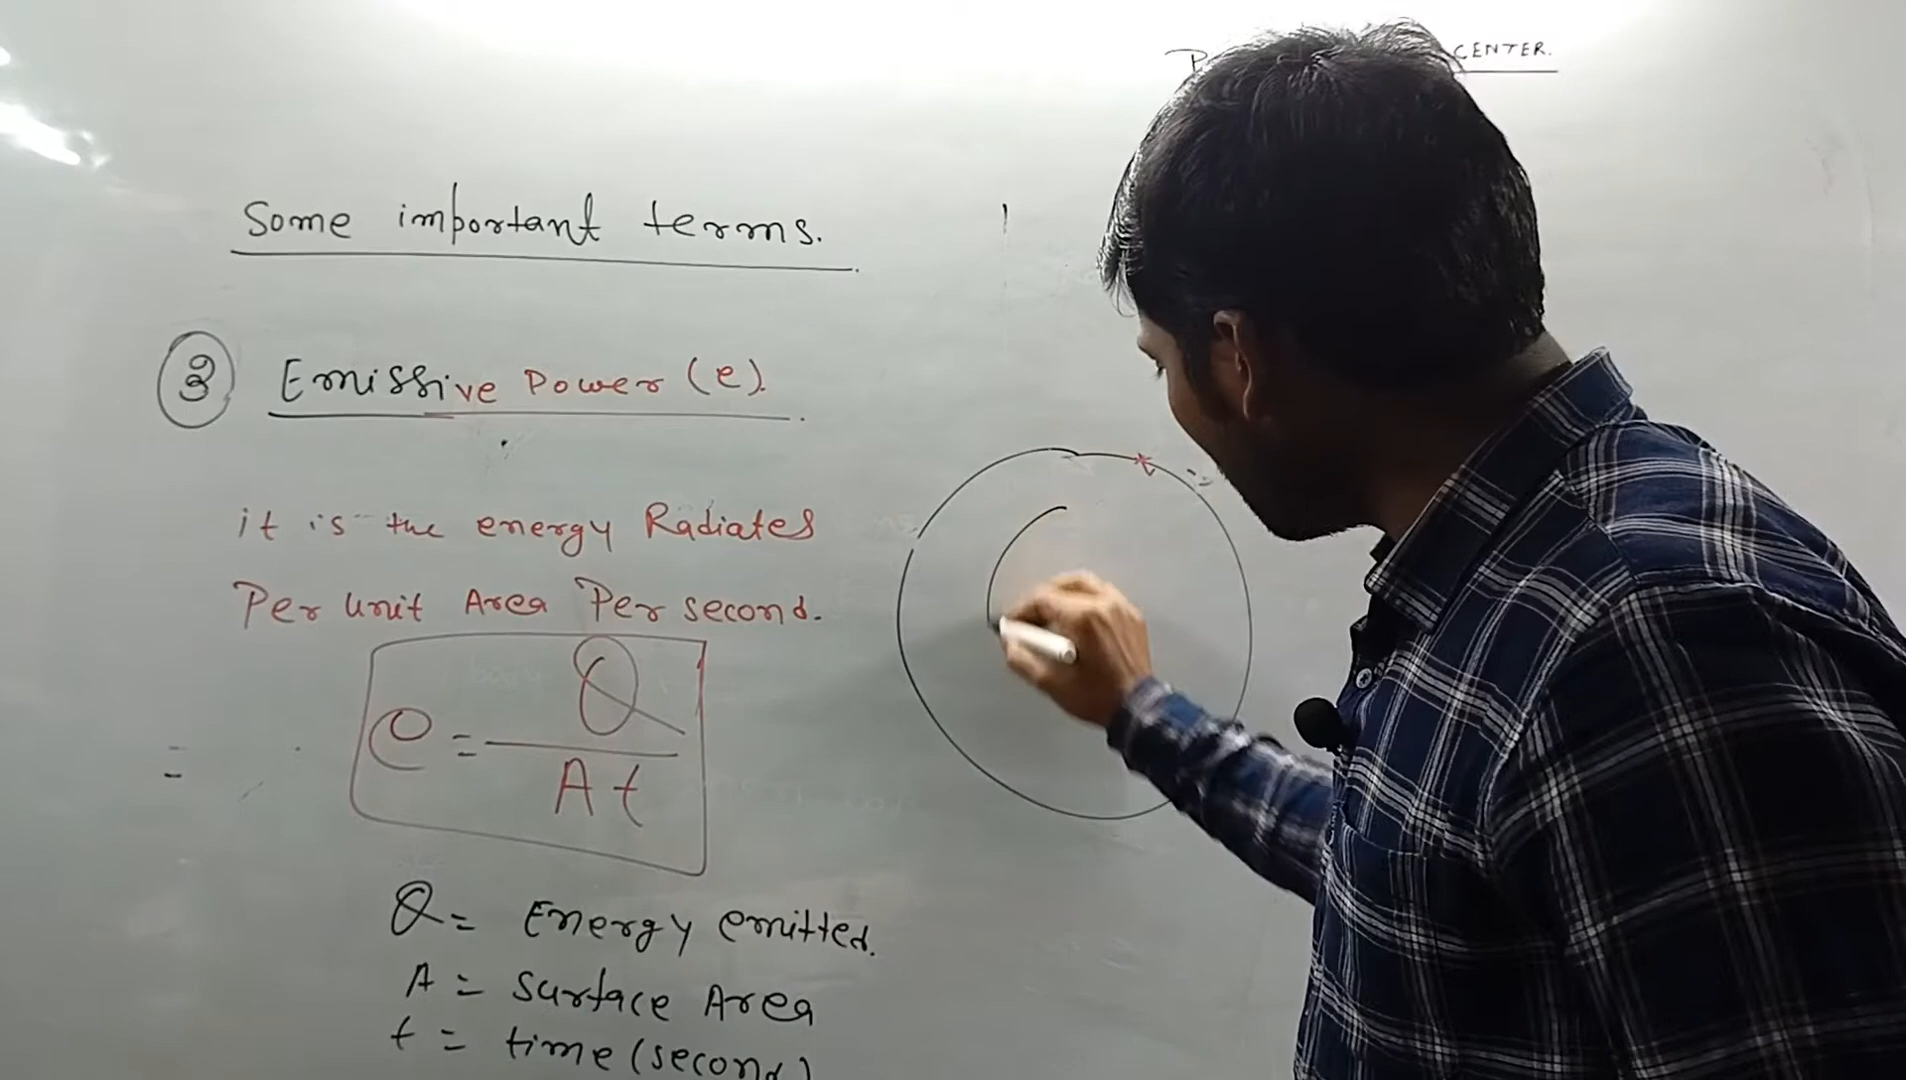 CENTER.
Some important terms.
3 Emissive Power (e).
it is the energy Radiates
Per unit Area Per second.
e = Q
At
Q = Energy emitted.
A = Surface Area
t = time (second)